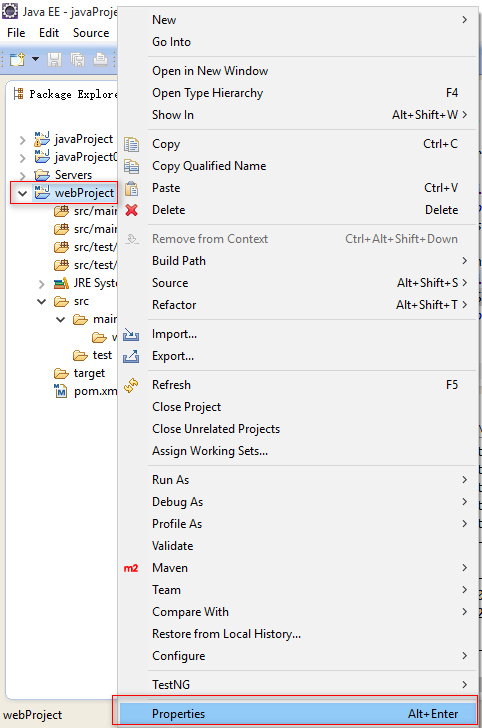 Java EE - javaProje
File Edit Source
Package Explore
javaProject
javaProject
Servers
webProject
src/main
src/main
src/test/
src/test/
JRE Syste
src
main
w
test
target
pom.xm
New
Go Into
Open in New Window
Open Type Hierarchy F4
Show In Alt+Shift+W
Copy Ctrl+C
Copy Qualified Name
Paste Ctrl+V
Delete Delete
Remove from Context Ctrl+Alt+Shift+Down
Build Path
Source Alt+Shift+S
Refactor Alt+Shift+T
Import...
Export...
Refresh F5
Close Project
Close Unrelated Projects
Assign Working Sets...
Run As
Debug As
Profile As
Validate
m2 Maven
Team
Compare With
Restore from Local History...
Configure
TestNG
Properties Alt+Enter
webProject